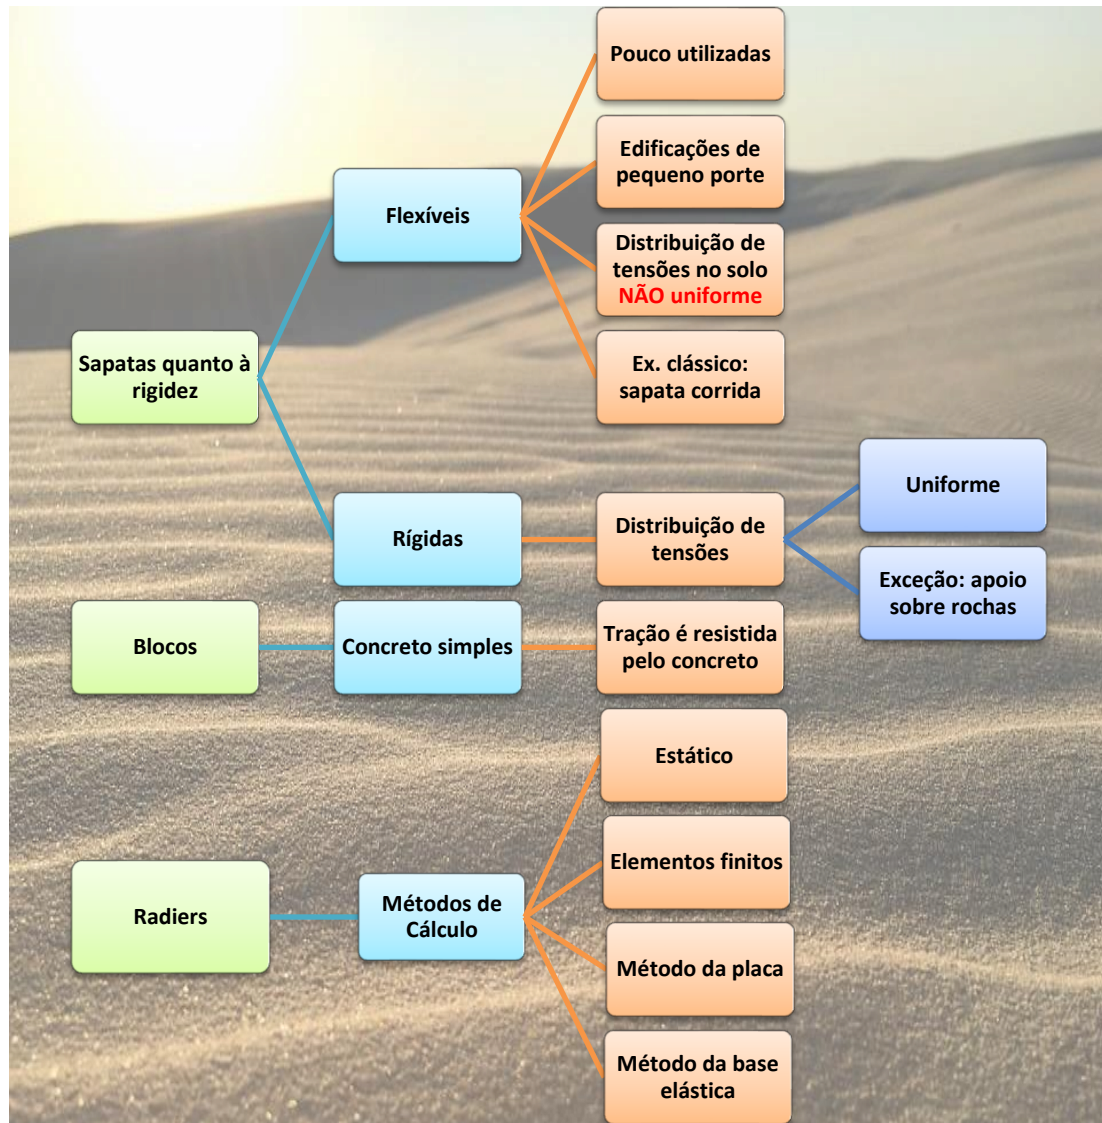 Pouco utilizadas
Edificações de
pequeno porte
Flexíveis
Distribuição de
tensões no solo
NÃO uniforme
Sapatas quanto à
rigidez
Ex. clássico:
sapata corrida
Uniforme
Rígidas
Distribuição de
tensões
Exceção: apoio
sobre rochas
Blocos
Concreto simples
Tração é resistida
pelo concreto
Estático
Elementos finitos
Radiers
Métodos de
Cálculo
Método da placa
Método da base
elástica